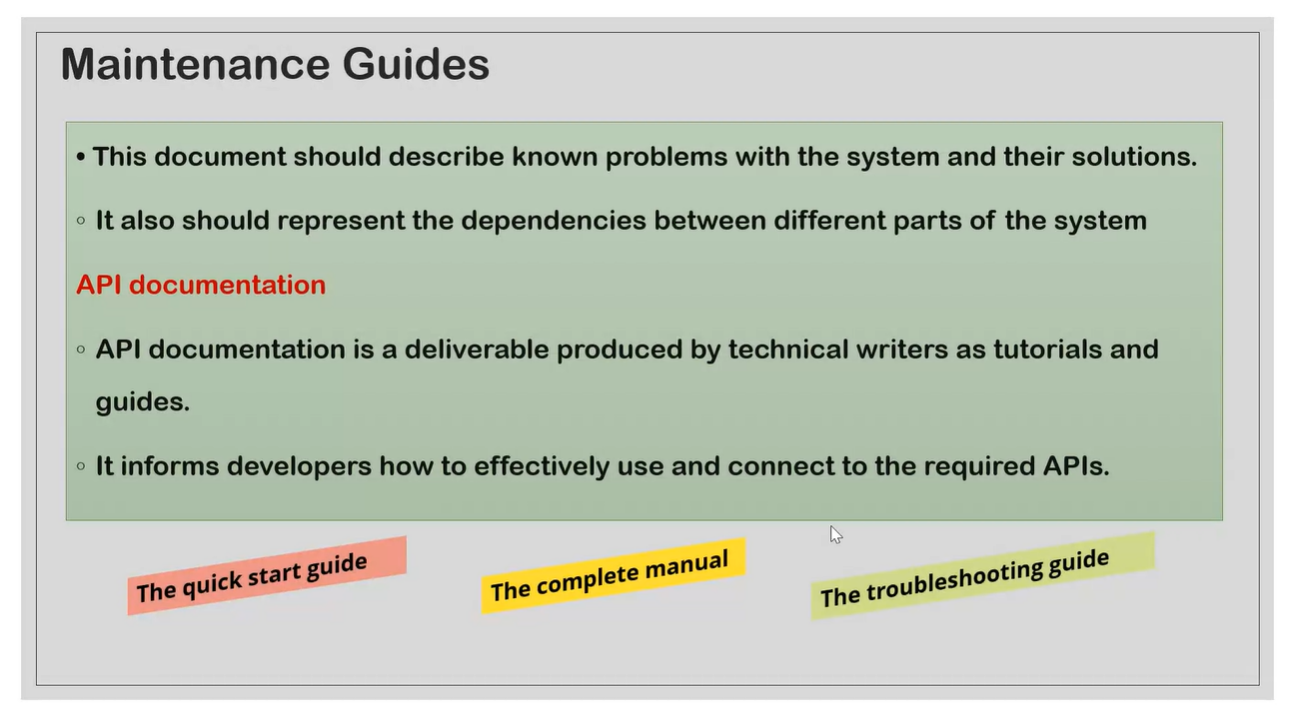 Maintenance Guides
• This document should describe known problems with the system and their solutions.
◦ It also should represent the dependencies between different parts of the system
API documentation
◦ API documentation is a deliverable produced by technical writers as tutorials and
guides.
◦ It informs developers how to effectively use and connect to the required APIs.
The quick start guide
The complete manual
The troubleshooting guide